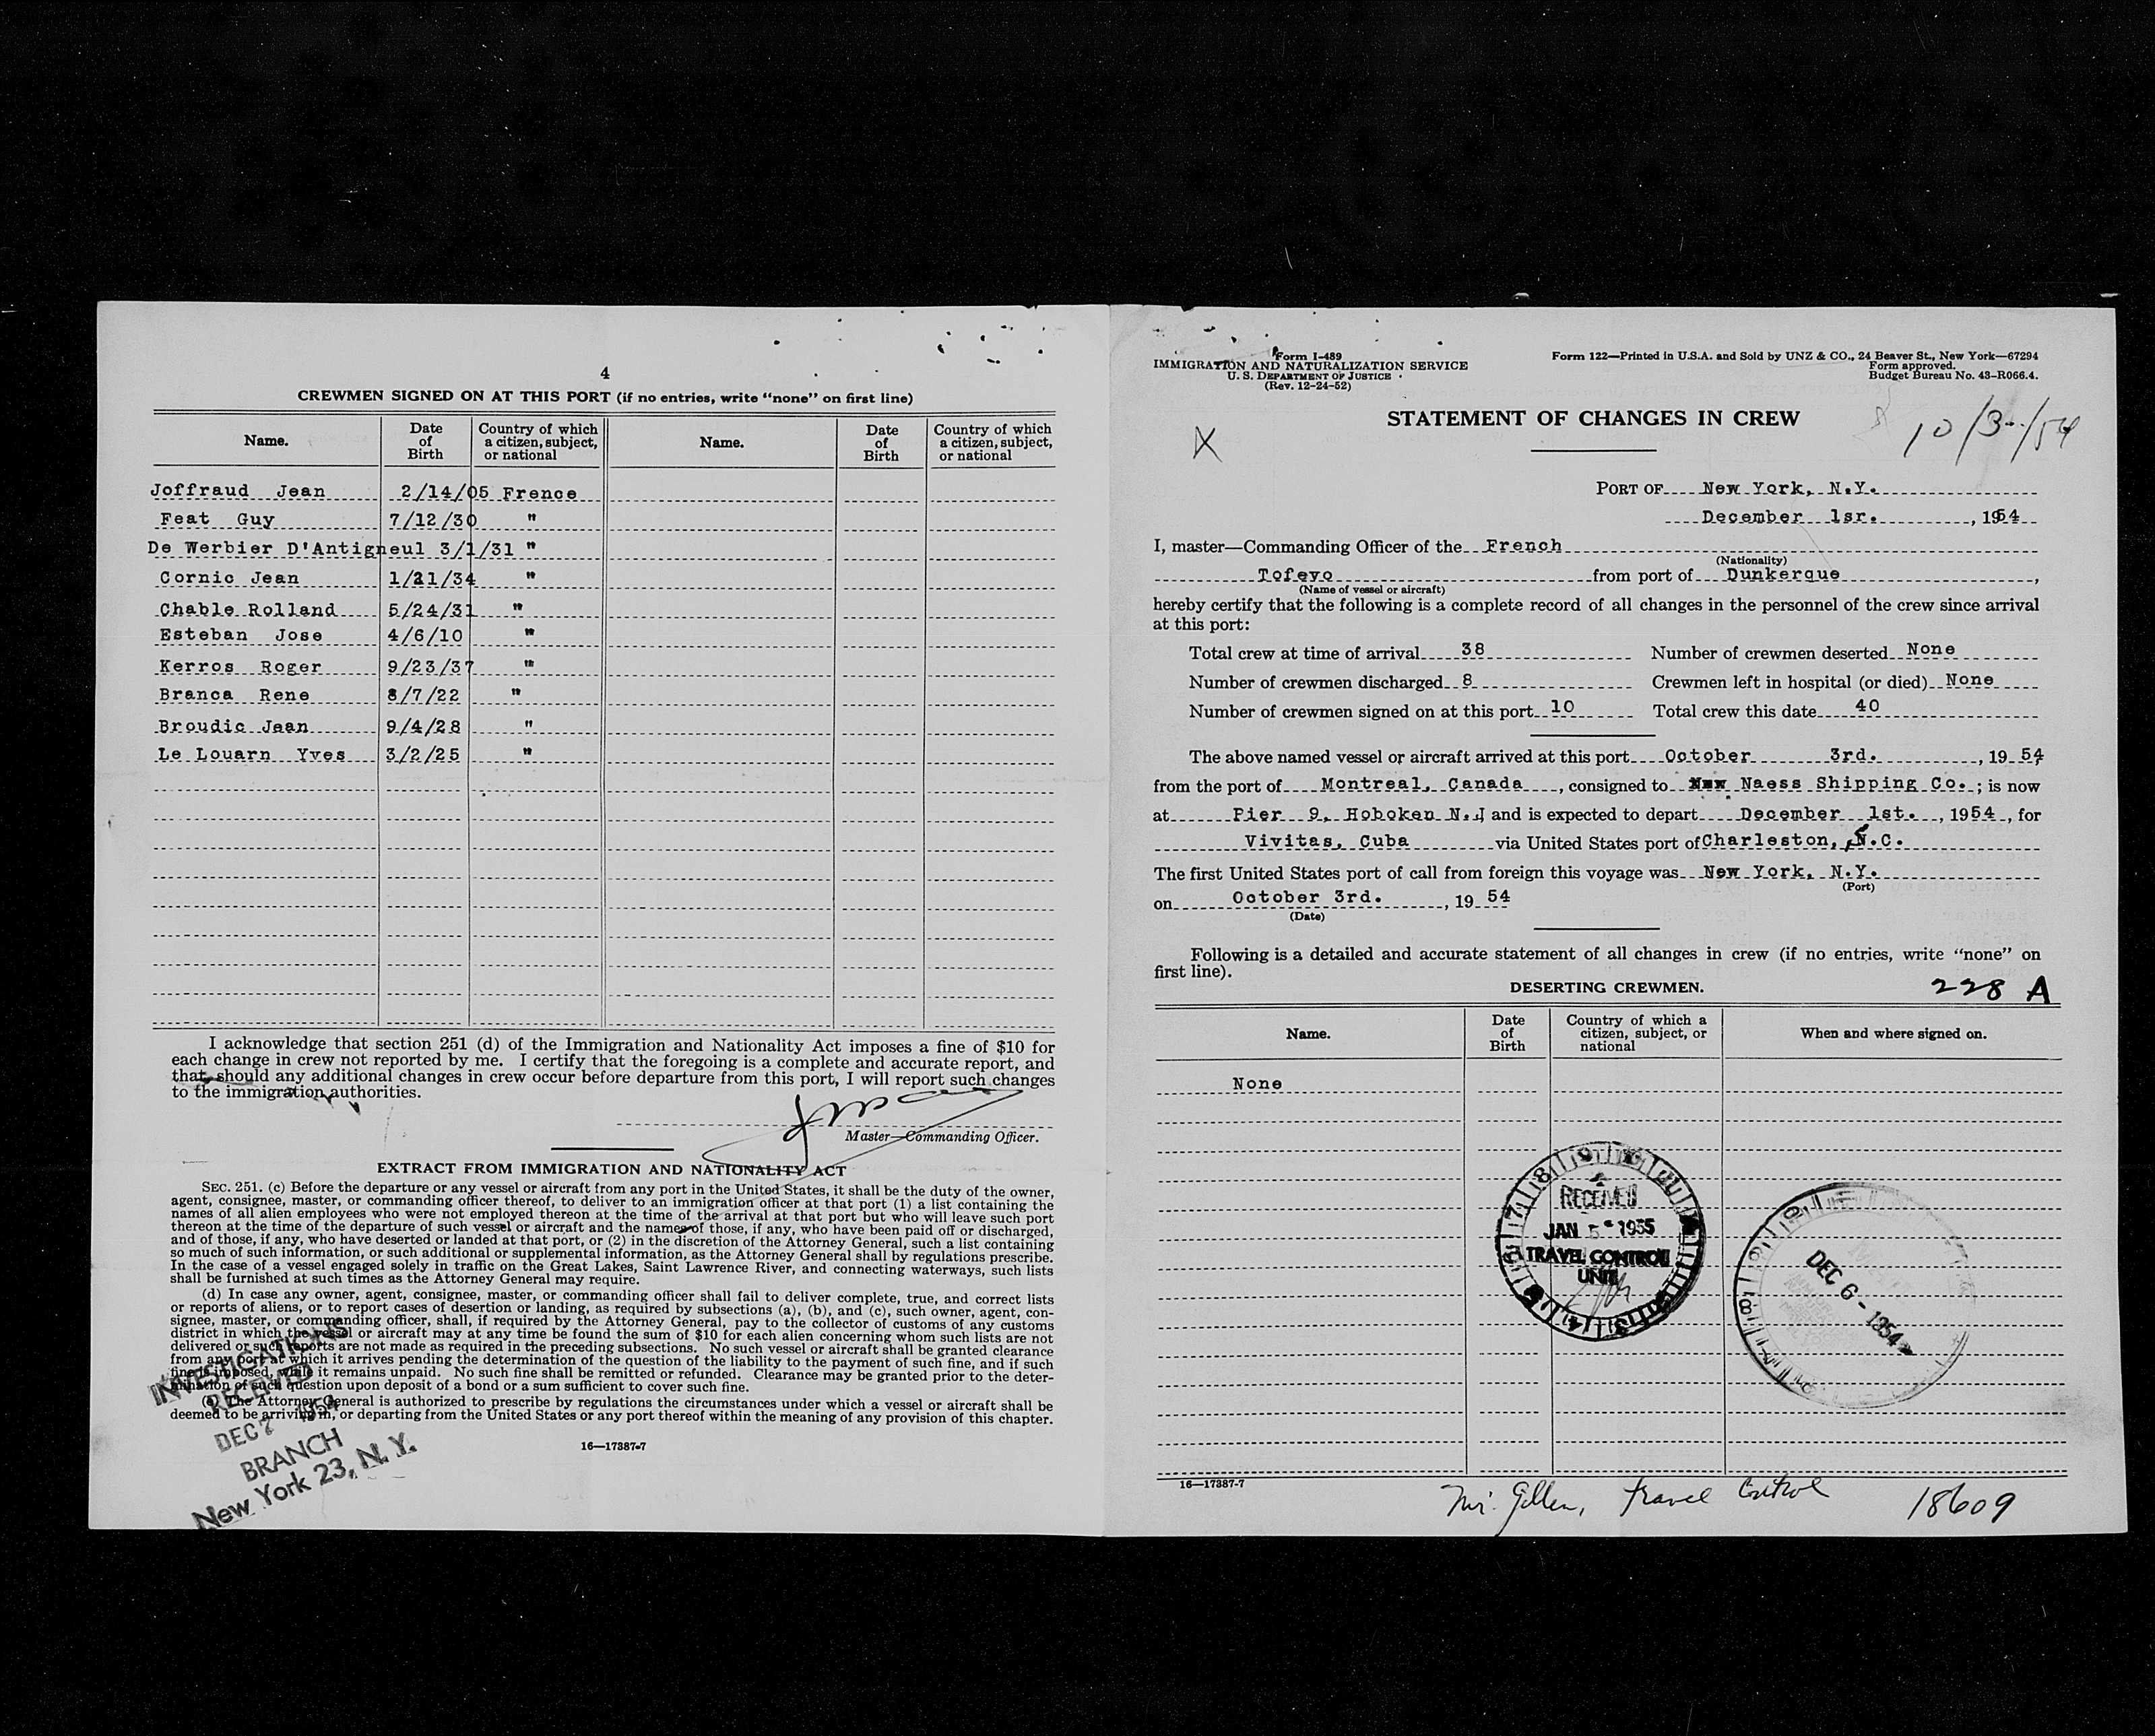 4
CREWMEN SIGNED ON AT THIS PORT (if no entries, write “none” on first line)
Name. Date of Birth Country of which a citizen, subject, or national Name. Date of Birth Country of which a citizen, subject, or national
Joffraud Jean 2/14/05 Frence
Feat Guy 7/12/30 "
De Werbier D'Antigneul 3/1/31 "
Cornic Jean 1/21/34 "
Chable Rolland 5/24/31 "
Esteban Jose 4/6/10 "
Kerros Roger 9/23/37 "
Branca Rene 8/7/22 "
Broudic Jean 9/4/28 "
Le Louarn Yves 3/2/25 "
I acknowledge that section 251 (d) of the Immigration and Nationality Act imposes a fine of $10 for
each change in crew not reported by me. I certify that the foregoing is a complete and accurate report, and
that should any additional changes in crew occur before departure from this port, I will report such changes
to the immigration authorities.
Master—Commanding Officer.
EXTRACT FROM IMMIGRATION AND NATIONALITY ACT
SEC. 251. (c) Before the departure or any vessel or aircraft from any port in the United States, it shall be the duty of the owner,
agent, consignee, master, or commanding officer thereof, to deliver to an immigration officer at that port (1) a list containing the
names of all alien employees who were not employed thereon at the time of the arrival at that port but who will leave such port
thereon at the time of the departure of such vessel or aircraft and the names of those, if any, who have been paid off or discharged,
and of those, if any, who have deserted or landed at that port, or (2) in the discretion of the Attorney General, such a list containing
so much of such information, or such additional or supplemental information, as the Attorney General shall by regulations prescribe.
In the case of a vessel engaged solely in traffic on the Great Lakes, Saint Lawrence River, and connecting waterways, such lists
shall be furnished at such times as the Attorney General may require.
(d) In case any owner, agent, consignee, master, or commanding officer shall fail to deliver complete, true, and correct lists
or reports of aliens, or to report cases of desertion or landing, as required by subsections (a), (b), and (c), such owner, agent, con-
signee, master, or commanding officer, shall, if required by the Attorney General, pay to the collector of customs of any customs
district in which the vessel or aircraft may at any time be found the sum of $10 for each alien concerning whom such lists are not
delivered or such reports are not made as required in the preceding subsections. No such vessel or aircraft shall be granted clearance
from any port at which it arrives pending the determination of the question of the liability to the payment of such fine, and if such
fine is imposed, while it remains unpaid. No such fine shall be remitted or refunded. Clearance may be granted prior to the deter-
mination of such question upon deposit of a bond or a sum sufficient to cover such fine.
(e) The Attorney General is authorized to prescribe by regulations the circumstances under which a vessel or aircraft shall be
deemed to be arriving in, or departing from the United States or any port thereof within the meaning of any provision of this chapter.
INVESTIGATIONS
RECEIVED
DEC 7 1954
BRANCH
New York 23, N. Y.
16—17387-7
Form I-489
IMMIGRATION AND NATURALIZATION SERVICE
U. S. DEPARTMENT OF JUSTICE
(Rev. 12-24-52)
Form 122—Printed in U.S.A. and Sold by UNZ & CO., 24 Beaver St., New York—67294
Form approved.
Budget Bureau No. 43-R066.4.
STATEMENT OF CHANGES IN CREW
X
10/3-/54
PORT OF New York, N.Y.
December 1sr. , 1954
I, master—Commanding Officer of the French
(Nationality)
Tofevo from port of Dunkerque ,
(Name of vessel or aircraft)
hereby certify that the following is a complete record of all changes in the personnel of the crew since arrival
at this port:
Total crew at time of arrival 38 Number of crewmen deserted None
Number of crewmen discharged 8 Crewmen left in hospital (or died) None
Number of crewmen signed on at this port 10 Total crew this date 40
The above named vessel or aircraft arrived at this port October 3rd. , 19 54
from the port of Montreal, Canada , consigned to Naess Shipping Co. ; is now
at Pier 9, Hoboken N.J and is expected to depart December 1st. , 1954 , for
Vivitas, Cuba via United States port of Charleston, S.C.
The first United States port of call from foreign this voyage was New York, N.Y.
(Port)
on October 3rd. , 19 54
(Date)
Following is a detailed and accurate statement of all changes in crew (if no entries, write “none” on
first line).
DESERTING CREWMEN.
228 A
Name. Date of Birth Country of which a citizen, subject, or national When and where signed on.
None
RECEIVED
JAN 5 - 1955
TRAVEL CONTROL
UNIT
DEC 6 - 1954
16—17387-7
Mr. Gillen, Travel Control 18609